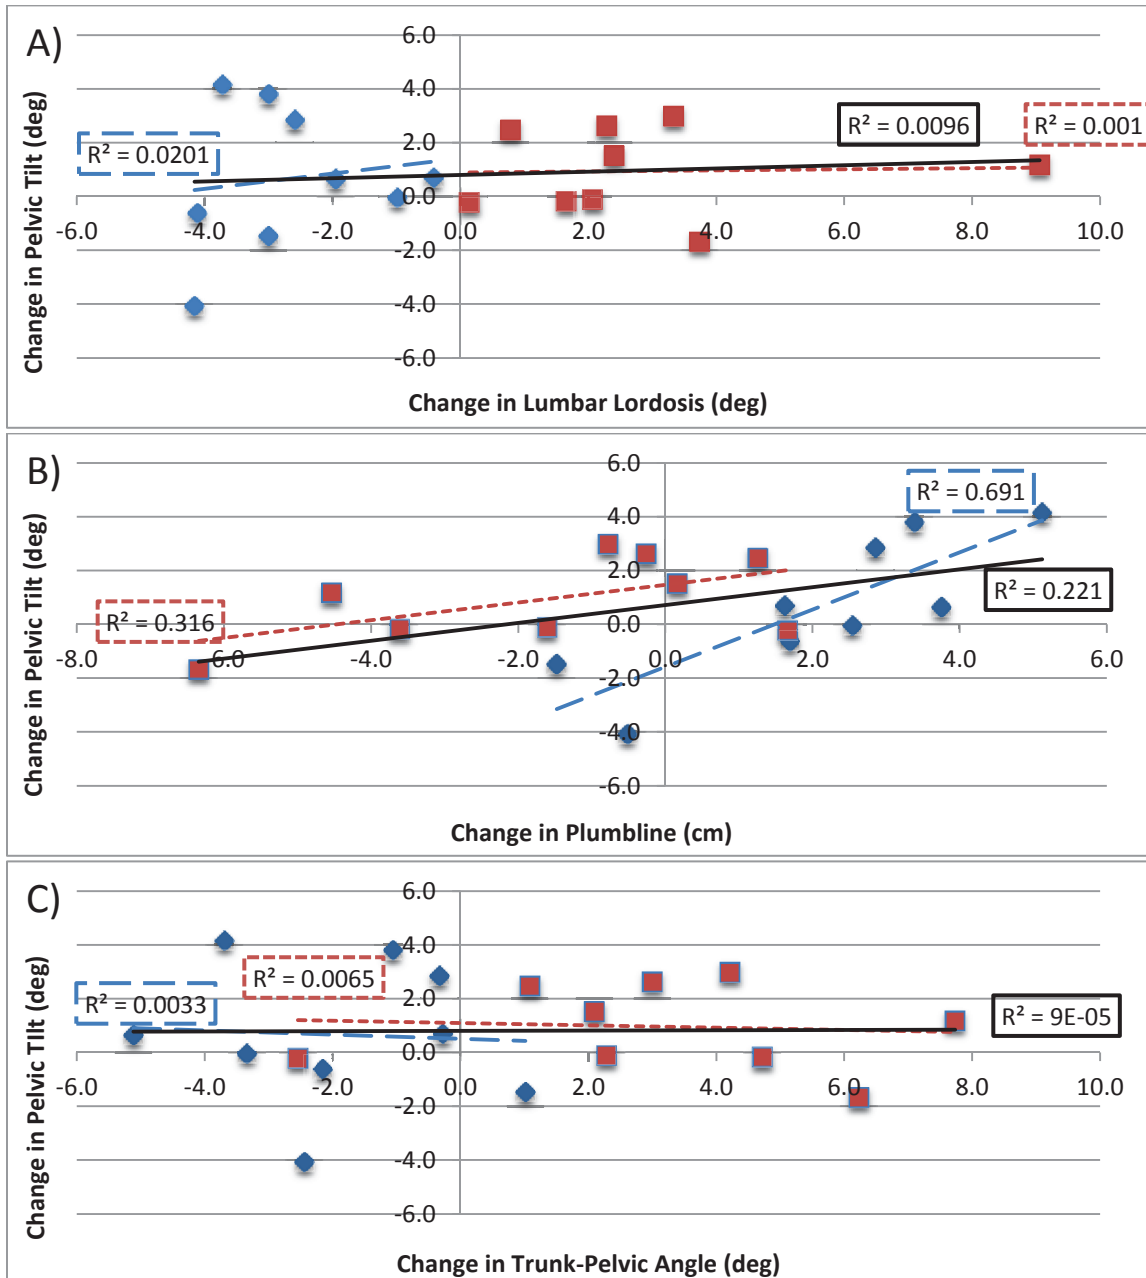 A)
6.0
4.0
2.0
0.0
-2.0
-4.0
-6.0
-6.0 -4.0 -2.0 0.0 2.0 4.0 6.0 8.0 10.0
R² = 0.0201
R² = 0.0096
R² = 0.001
Change in Pelvic Tilt (deg)
Change in Lumbar Lordosis (deg)
B)
6.0
4.0
2.0
0.0
-2.0
-4.0
-6.0
-8.0 -6.0 -4.0 -2.0 0.0 2.0 4.0 6.0
R² = 0.691
R² = 0.221
R² = 0.316
Change in Pelvic Tilt (deg)
Change in Plumbline (cm)
C)
6.0
4.0
2.0
0.0
-2.0
-4.0
-6.0
-6.0 -4.0 -2.0 0.0 2.0 4.0 6.0 8.0 10.0
R² = 0.0065
R² = 0.0033
R² = 9E-05
Change in Pelvic TIlt (deg)
Change in Trunk-Pelvic Angle (deg)